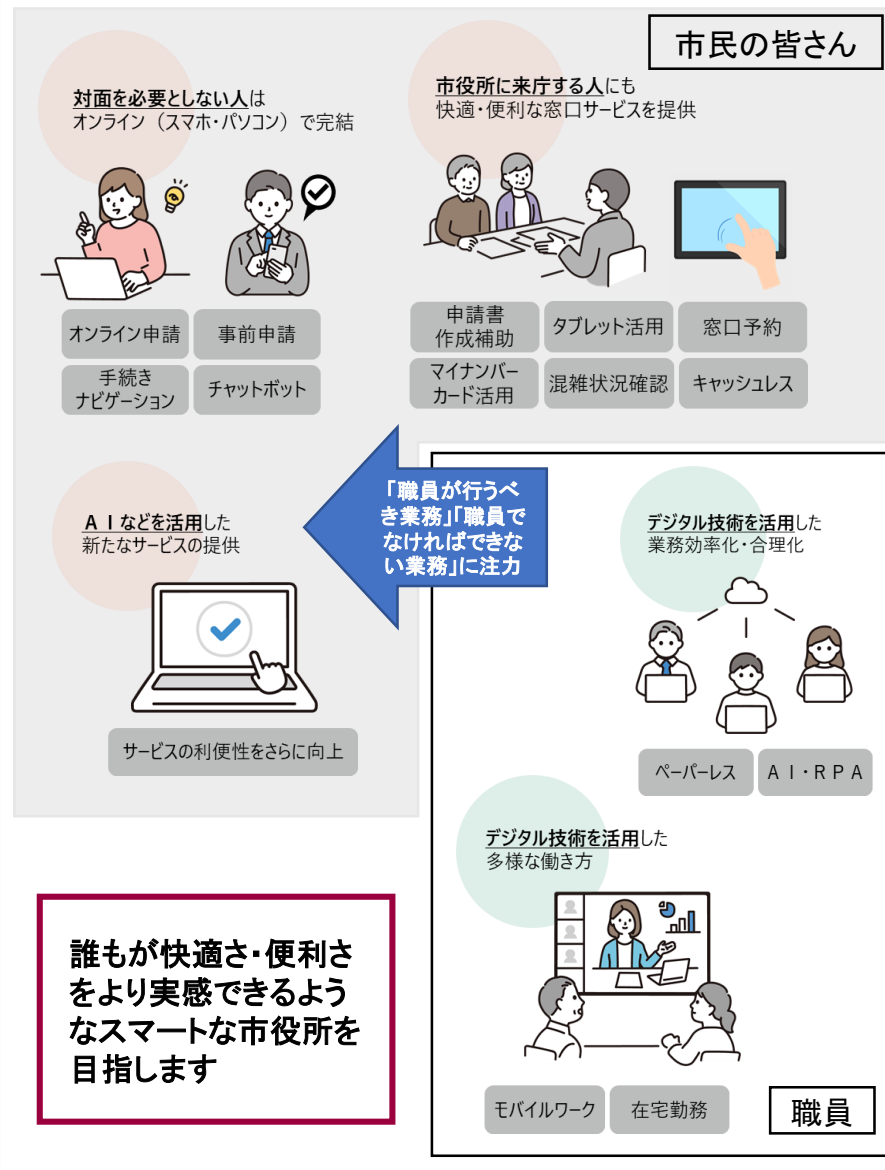 市民の皆さん
対面を必要としない人は
オンライン（スマホ・パソコン）で完結
オンライン申請
事前申請
手続き
ナビゲーション
チャットボット
市役所に来庁する人にも
快適・便利な窓口サービスを提供
申請書
作成補助
タブレット活用
窓口予約
マイナンバー
カード活用
混雑状況確認
キャッシュレス
ＡＩなどを活用した
新たなサービスの提供
サービスの利便性をさらに向上
「職員が行うべ
き業務」「職員で
なければできな
い業務」に注力
デジタル技術を活用した
業務効率化・合理化
ペーパーレス
ＡＩ・ＲＰＡ
デジタル技術を活用した
多様な働き方
モバイルワーク
在宅勤務
職員
誰もが快適さ・便利さ
をより実感できるよう
なスマートな市役所を
目指します